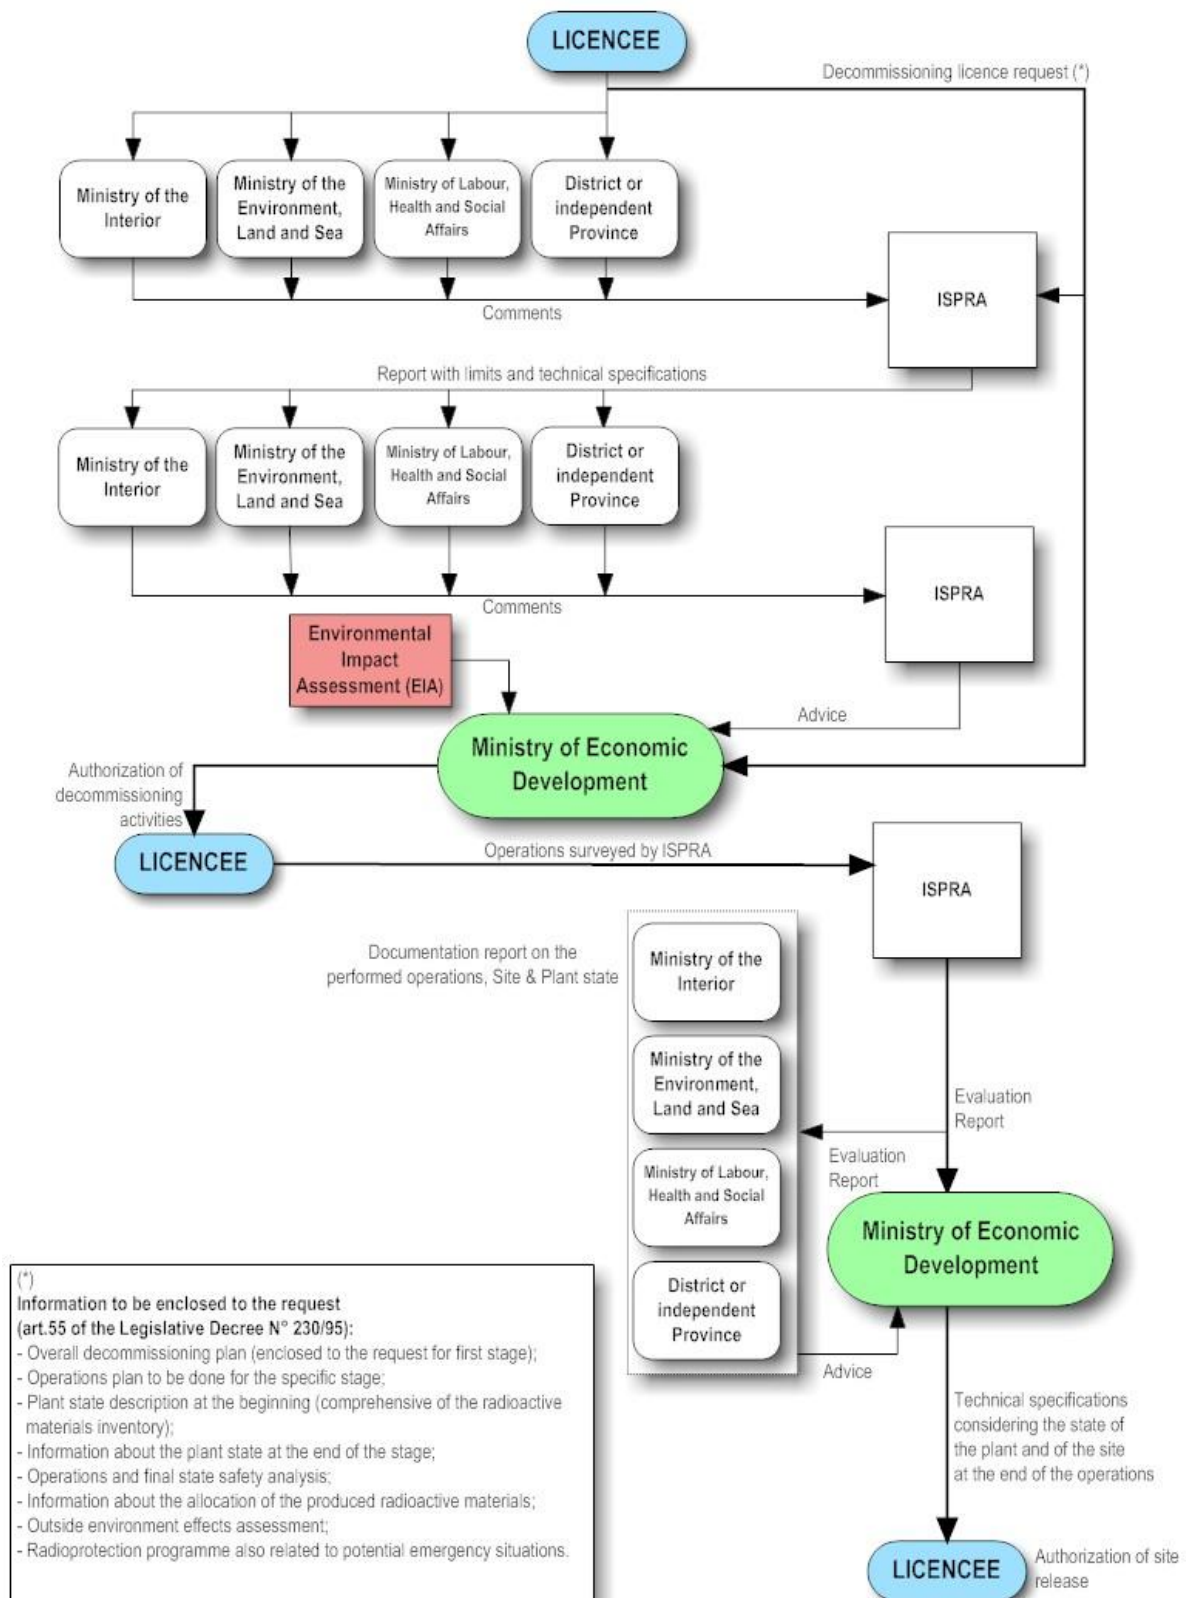 LICENCEE
Decommissioning licence request (*)
Ministry of the
Interior
Ministry of the
Environment,
Land and Sea
Ministry of Labour,
Health and Social
Affairs
District or
independent
Province
ISPRA
Comments
Report with limits and technical specifications
Ministry of the
Interior
Ministry of the
Environment,
Land and Sea
Ministry of Labour,
Health and Social
Affairs
District or
independent
Province
ISPRA
Comments
Environmental
Impact
Assessment (EIA)
Advice
Ministry of Economic
Development
Authorization of
decommissioning
activities
LICENCEE
Operations surveyed by ISPRA
ISPRA
Documentation report on the
performed operations, Site & Plant state
Ministry of the
Interior
Ministry of the
Environment,
Land and Sea
Ministry of Labour,
Health and Social
Affairs
District or
independent
Province
Evaluation
Report
Evaluation
Report
Ministry of Economic
Development
Advice
Technical specifications
considering the state of
the plant and of the site
at the end of the operations
LICENCEE
Authorization of site
release
(*)
Information to be enclosed to the request
(art.55 of the Legislative Decree N° 230/95):
- Overall decommissioning plan (enclosed to the request for first stage);
- Operations plan to be done for the specific stage;
- Plant state description at the beginning (comprehensive of the radioactive
materials inventory);
- Information about the plant state at the end of the stage;
- Operations and final state safety analysis;
- Information about the allocation of the produced radioactive materials;
- Outside environment effects assessment;
- Radioprotection programme also related to potential emergency situations.